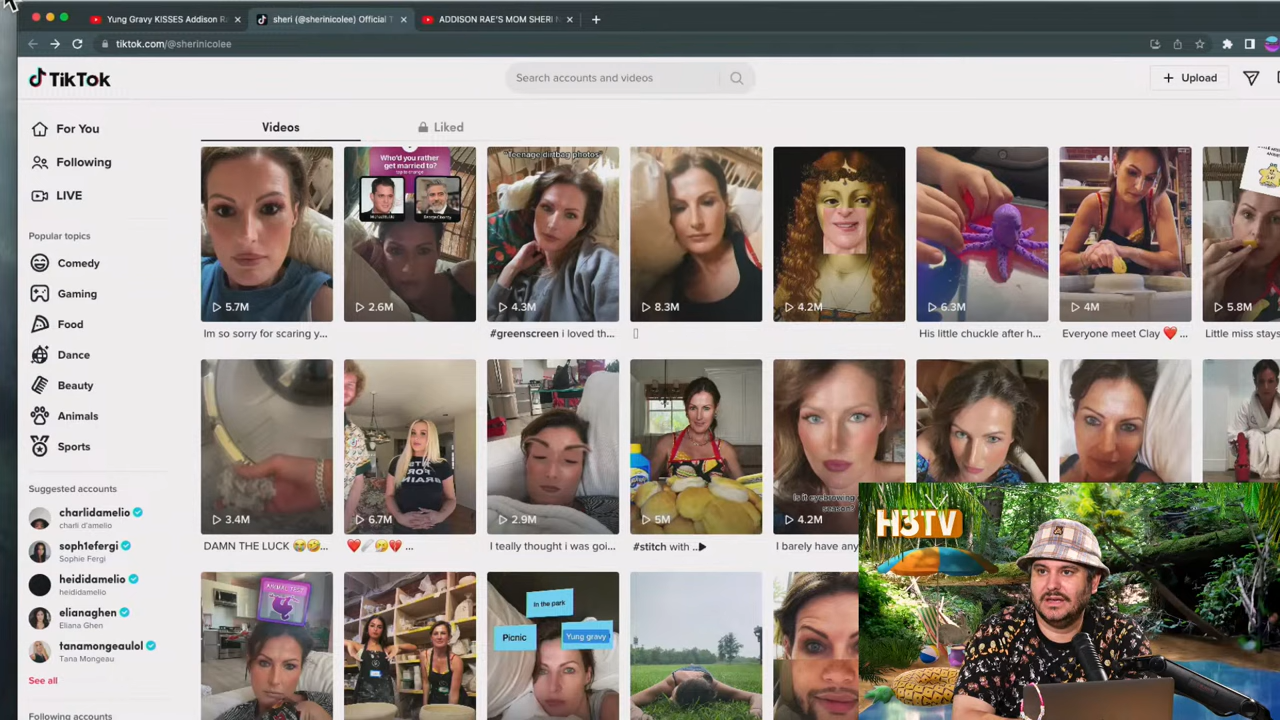 Yung Gravy KISSES Addison R
sheri (@sherinicolee) Official T
ADDISON RAE'S MOM SHERI N
tiktok.com/@sherinicolee
TikTok
Search accounts and videos
Upload
For You
Following
LIVE
Popular topics
Comedy
Gaming
Food
Dance
Beauty
Animals
Sports
Suggested accounts
charlidamelio
charli d'amelio
soph1efergi
Sophie Fergi
heididamelio
heididamelio
elianaghen
Eliana Ghen
tanamongeaulol
Tana Mongeau
See all
Following accounts
Videos
Liked
Who'd you rather
get married to?
"Teenage dirtbag photos"
5.7M
2.6M
4.3M
8.3M
4.2M
6.3M
4M
5.8M
Im so sorry for scaring y...
#greenscreen i loved th...
His little chuckle after h...
Everyone meet Clay ❤️ ...
Little miss stays
Is it eyebrowing
season?
3.4M
6.7M
2.9M
5M
4.2M
DAMN THE LUCK 😭🤣...
❤️🩹😢💔 ...
I teally thought i was goi...
#stitch with ...▶
I barely have any
In the park
Picnic
Yung gravy
H3TV